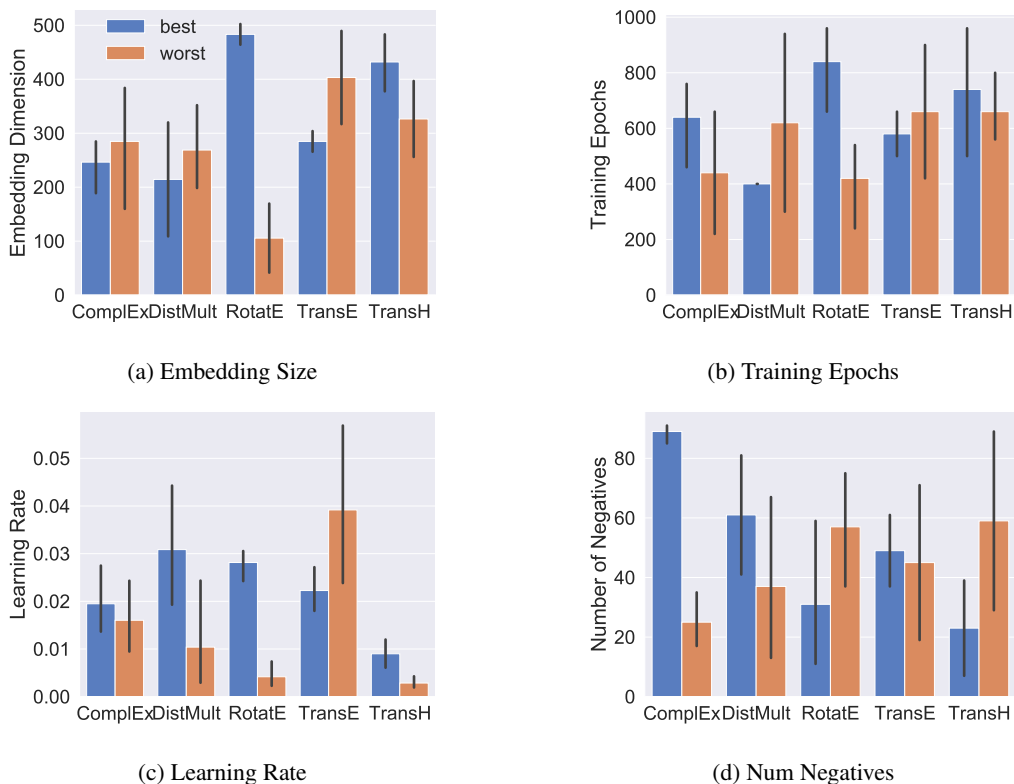 best
worst
Embedding Dimension
500
400
300
200
100
0
ComplEx DistMult RotatE TransE TransH
(a) Embedding Size
Training Epochs
1000
800
600
400
200
0
ComplEx DistMult RotatE TransE TransH
(b) Training Epochs
Learning Rate
0.05
0.04
0.03
0.02
0.01
0.00
ComplEx DistMult RotatE TransE TransH
(c) Learning Rate
Number of Negatives
80
60
40
20
0
ComplEx DistMult RotatE TransE TransH
(d) Num Negatives